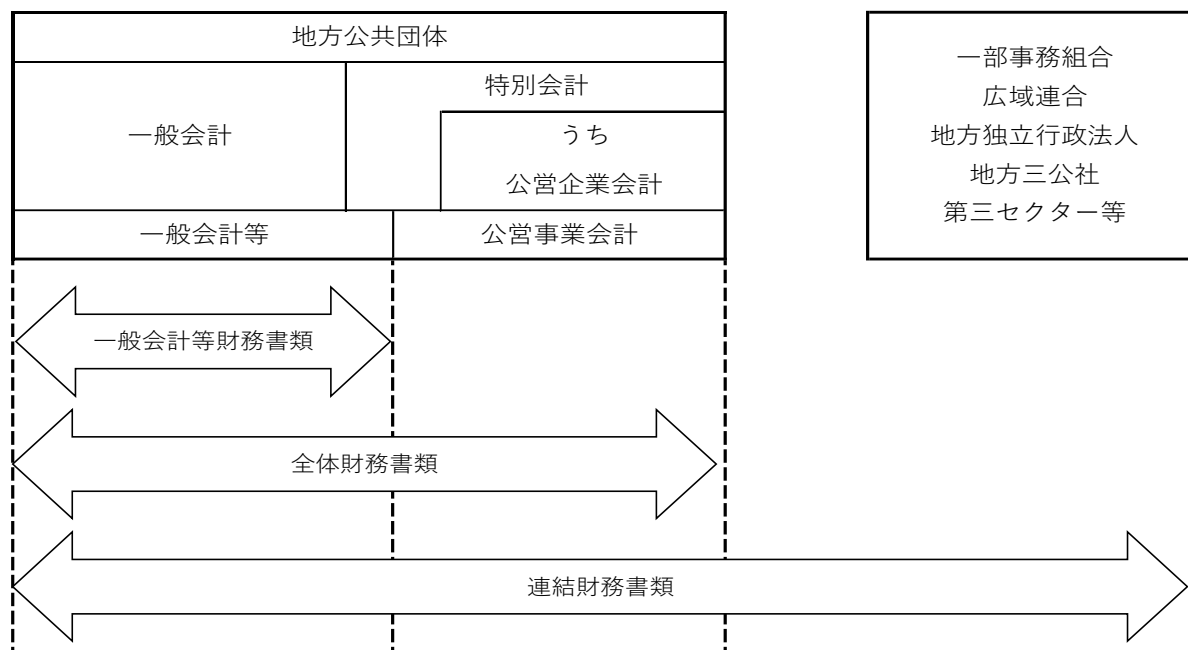 地方公共団体
一般会計
特別会計
うち
公営企業会計
一般会計等
公営事業会計
一部事務組合
広域連合
地方独立行政法人
地方三公社
第三セクター等
一般会計等財務書類
全体財務書類
連結財務書類